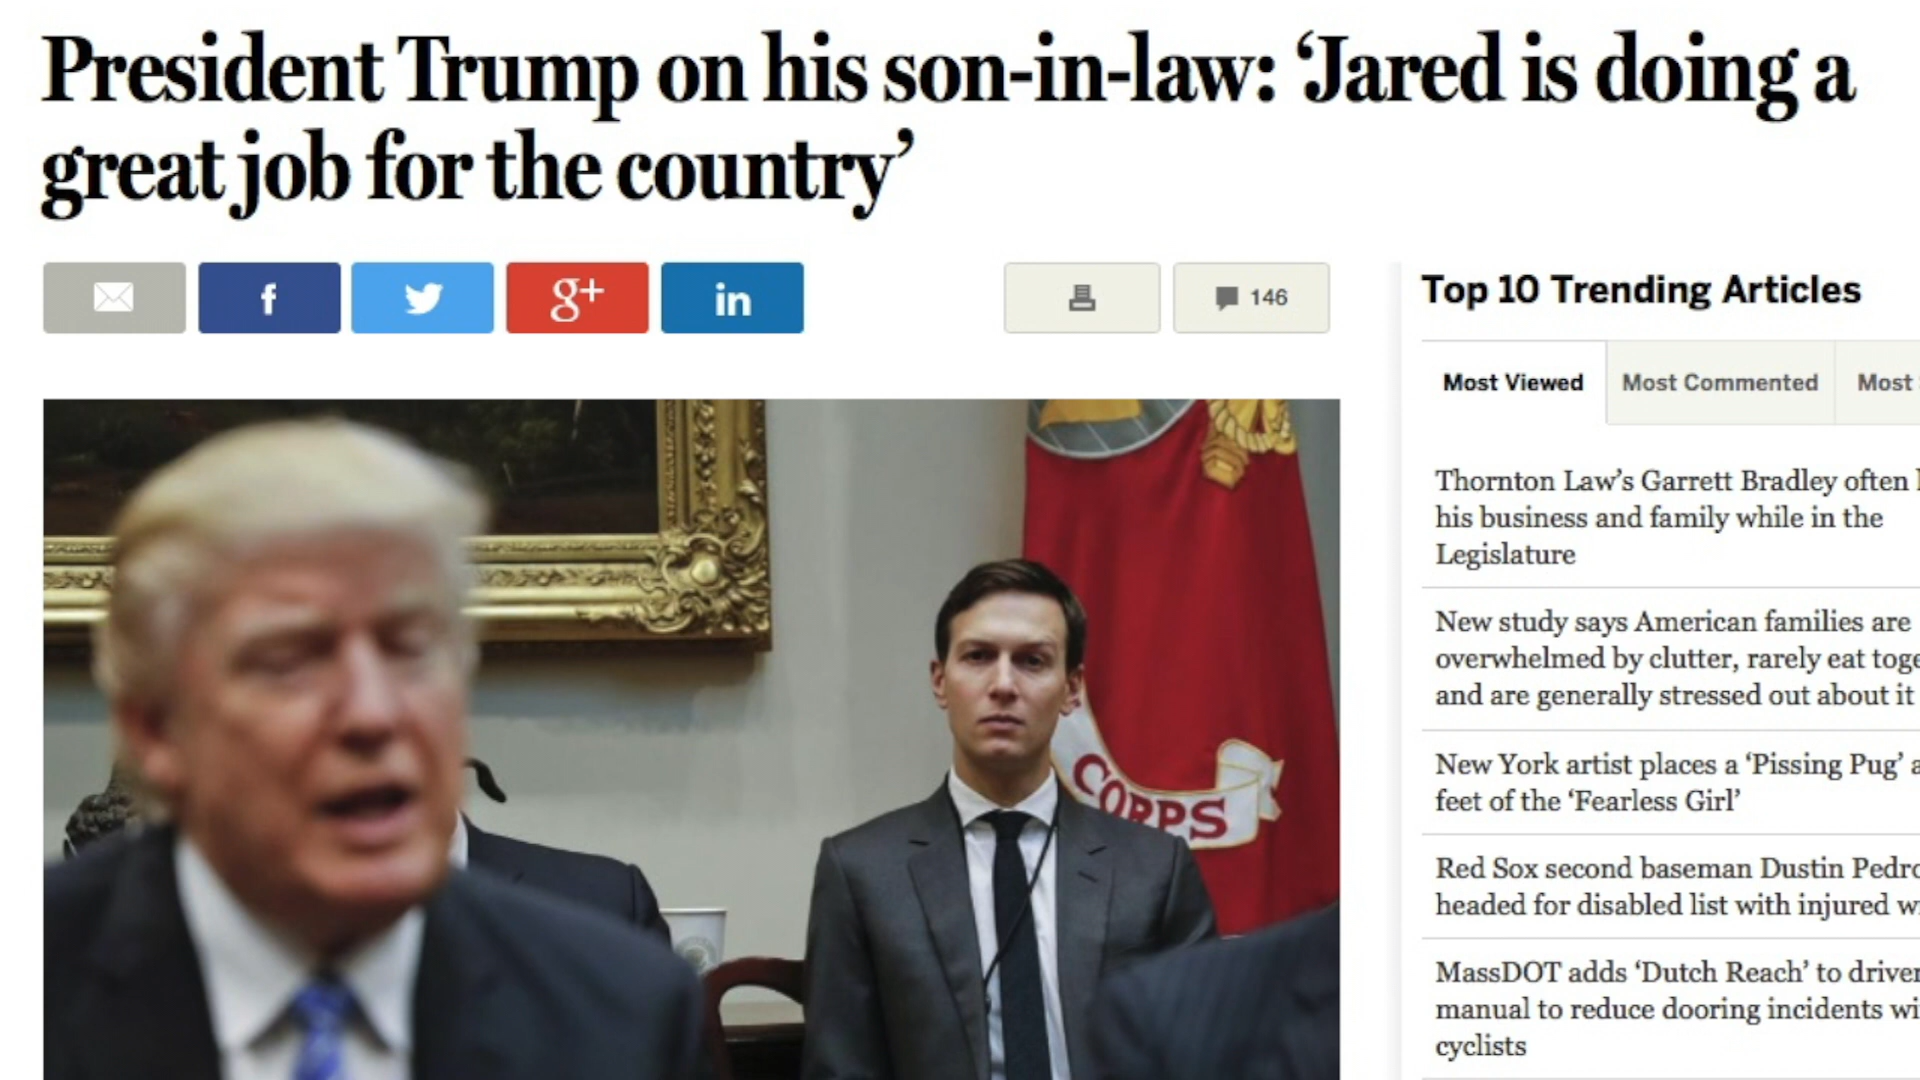 President Trump on his son-in-law: ‘Jared is doing a
great job for the country’
f
g+
in
146
Top 10 Trending Articles
Most Viewed
Most Commented
Most
Thornton Law’s Garrett Bradley often
his business and family while in the
Legislature
New study says American families are
overwhelmed by clutter, rarely eat toge
and are generally stressed out about it
New York artist places a ‘Pissing Pug’ a
feet of the ‘Fearless Girl’
Red Sox second baseman Dustin Pedro
headed for disabled list with injured w
MassDOT adds ‘Dutch Reach’ to driver
manual to reduce dooring incidents wi
cyclists
CORPS